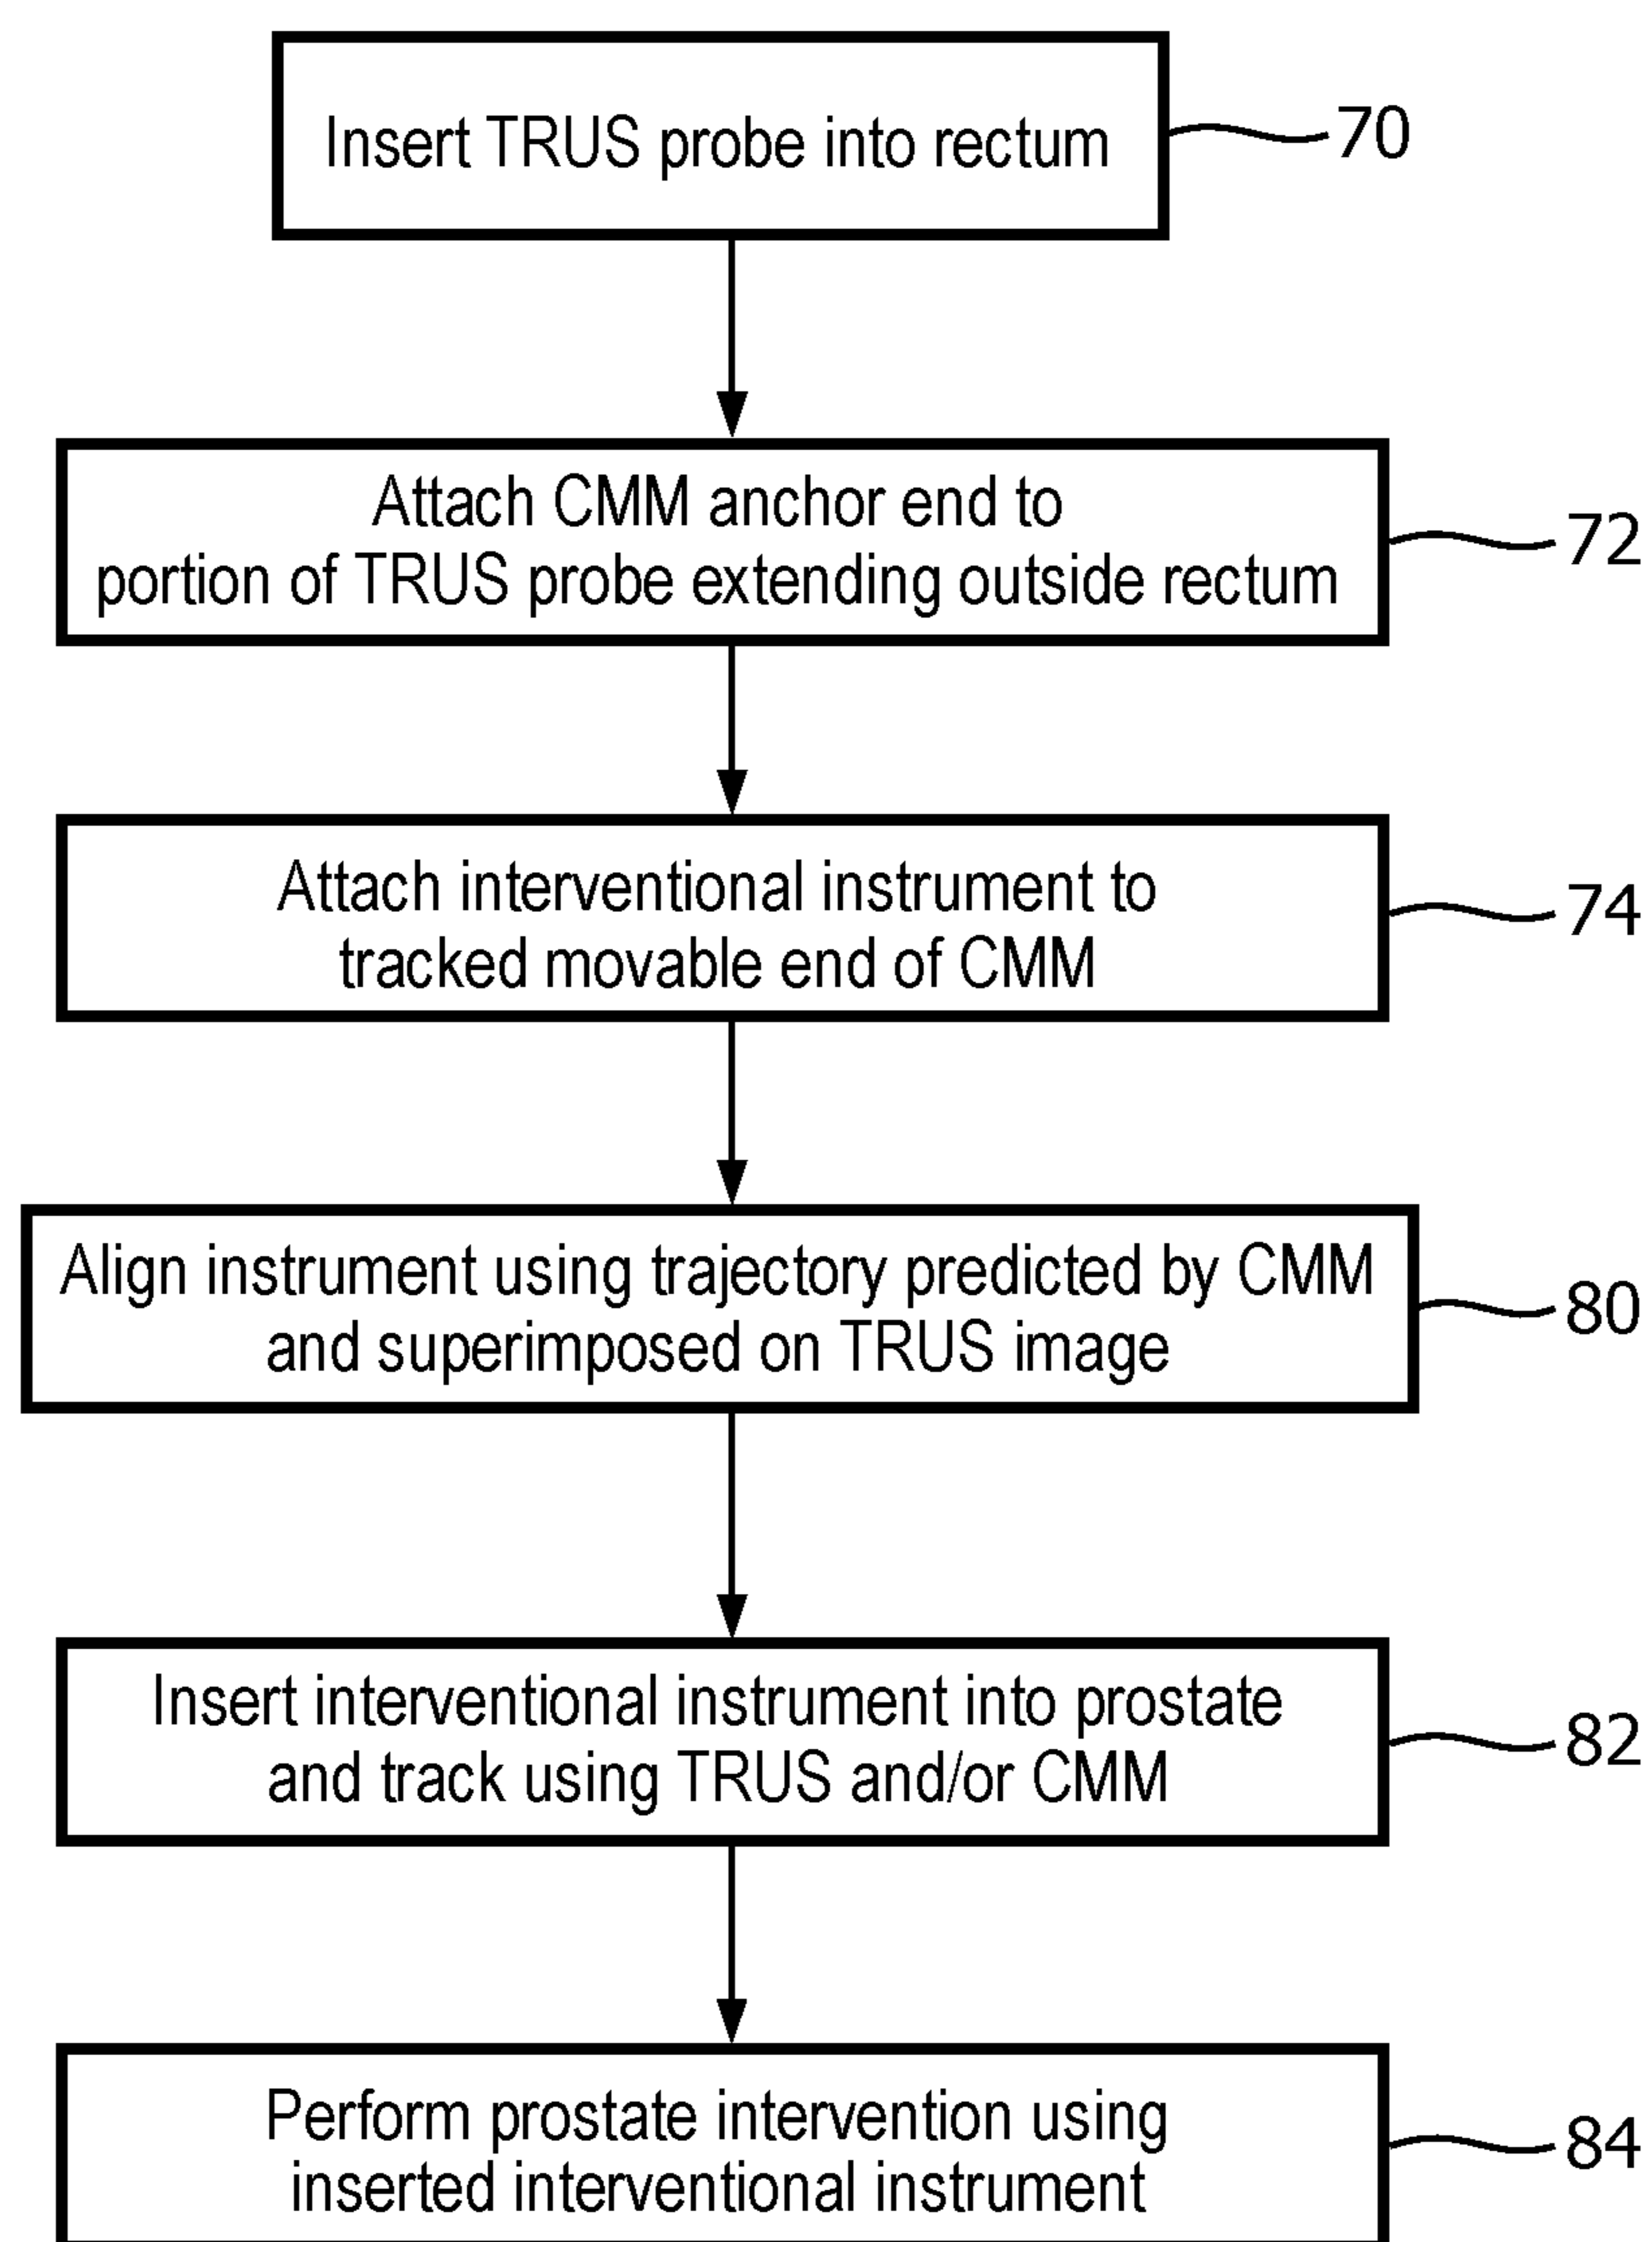 Insert TRUS probe into rectum
70
Attach CMM anchor end to
portion of TRUS probe extending outside rectum
72
Attach interventional instrument to
tracked movable end of CMM
74
Align instrument using trajectory predicted by CMM
and superimposed on TRUS image
80
Insert interventional instrument into prostate
and track using TRUS and/or CMM
82
Perform prostate intervention using
inserted interventional instrument
84